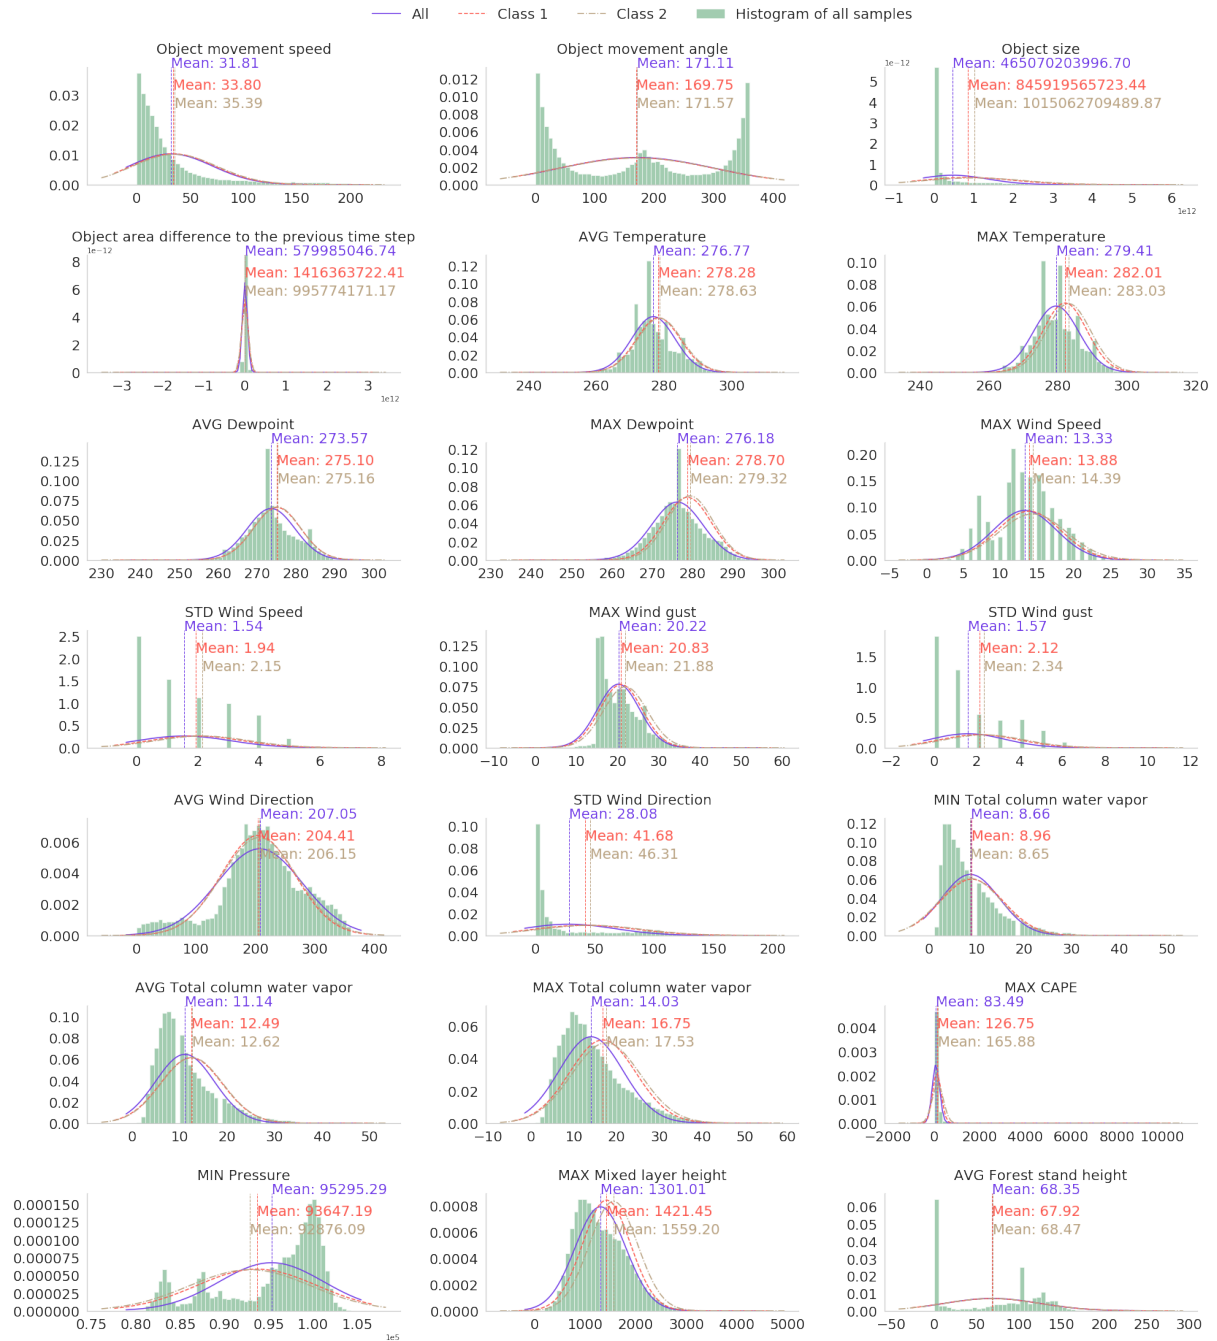 All Class 1 Class 2 Histogram of all samples
Object movement speed Object movement angle Object size
Mean: 31.81 Mean: 171.11 Mean: 465070203996.70
Mean: 33.80 Mean: 169.75 Mean: 845919565723.44
Mean: 35.39 Mean: 171.57 Mean: 1015062709489.87
0.03 0.02 0.01 0.00
0 50 100 150 200
0.012 0.010 0.008 0.006 0.004 0.002 0.000
0 100 200 300 400
1e−12
5 4 3 2 1 0
−1 0 1 2 3 4 5 6
1e12
Object area difference to the previous time step AVG Temperature MAX Temperature
Mean: 579985046.74 Mean: 276.77 Mean: 279.41
Mean: 1416363722.41 Mean: 278.28 Mean: 282.01
Mean: 995774171.17 Mean: 278.63 Mean: 283.03
1e−12
8 6 4 2 0
−3 −2 −1 0 1 2 3
1e12
0.12 0.10 0.08 0.06 0.04 0.02 0.00
240 260 280 300
0.10 0.08 0.06 0.04 0.02 0.00
240 260 280 300 320
AVG Dewpoint MAX Dewpoint MAX Wind Speed
Mean: 273.57 Mean: 276.18 Mean: 13.33
Mean: 275.10 Mean: 278.70 Mean: 13.88
Mean: 275.16 Mean: 279.32 Mean: 14.39
0.125 0.100 0.075 0.050 0.025 0.000
230 240 250 260 270 280 290 300
0.12 0.10 0.08 0.06 0.04 0.02 0.00
230 240 250 260 270 280 290 300
0.20 0.15 0.10 0.05 0.00
−5 0 5 10 15 20 25 30 35
STD Wind Speed MAX Wind gust STD Wind gust
Mean: 1.54 Mean: 20.22 Mean: 1.57
Mean: 1.94 Mean: 20.83 Mean: 2.12
Mean: 2.15 Mean: 21.88 Mean: 2.34
2.5 2.0 1.5 1.0 0.5 0.0
0 2 4 6 8
0.125 0.100 0.075 0.050 0.025 0.000
−10 0 10 20 30 40 50 60
1.5 1.0 0.5 0.0
−2 0 2 4 6 8 10 12
AVG Wind Direction STD Wind Direction MIN Total column water vapor
Mean: 207.05 Mean: 28.08 Mean: 8.66
Mean: 204.41 Mean: 41.68 Mean: 8.96
Mean: 206.15 Mean: 46.31 Mean: 8.65
0.006 0.004 0.002 0.000
0 100 200 300 400
0.10 0.08 0.06 0.04 0.02 0.00
0 50 100 150 200
0.12 0.10 0.08 0.06 0.04 0.02 0.00
0 10 20 30 40 50
AVG Total column water vapor MAX Total column water vapor MAX CAPE
Mean: 11.14 Mean: 14.03 Mean: 83.49
Mean: 12.49 Mean: 16.75 Mean: 126.75
Mean: 12.62 Mean: 17.53 Mean: 165.88
0.10 0.08 0.06 0.04 0.02 0.00
0 10 20 30 40 50
0.06 0.04 0.02 0.00
−10 0 10 20 30 40 50 60
0.004 0.003 0.002 0.001 0.000
−2000 0 2000 4000 6000 8000 10000
MIN Pressure MAX Mixed layer height AVG Forest stand height
Mean: 95295.29 Mean: 1301.01 Mean: 68.35
Mean: 93647.19 Mean: 1421.45 Mean: 67.92
Mean: 92876.09 Mean: 1559.20 Mean: 68.47
0.000150 0.000125 0.000100 0.000075 0.000050 0.000025 0.000000
0.75 0.80 0.85 0.90 0.95 1.00 1.05
1e5
0.0008 0.0006 0.0004 0.0002 0.0000
0 1000 2000 3000 4000 5000
0.06 0.05 0.04 0.03 0.02 0.01 0.00
−50 0 50 100 150 200 250 300